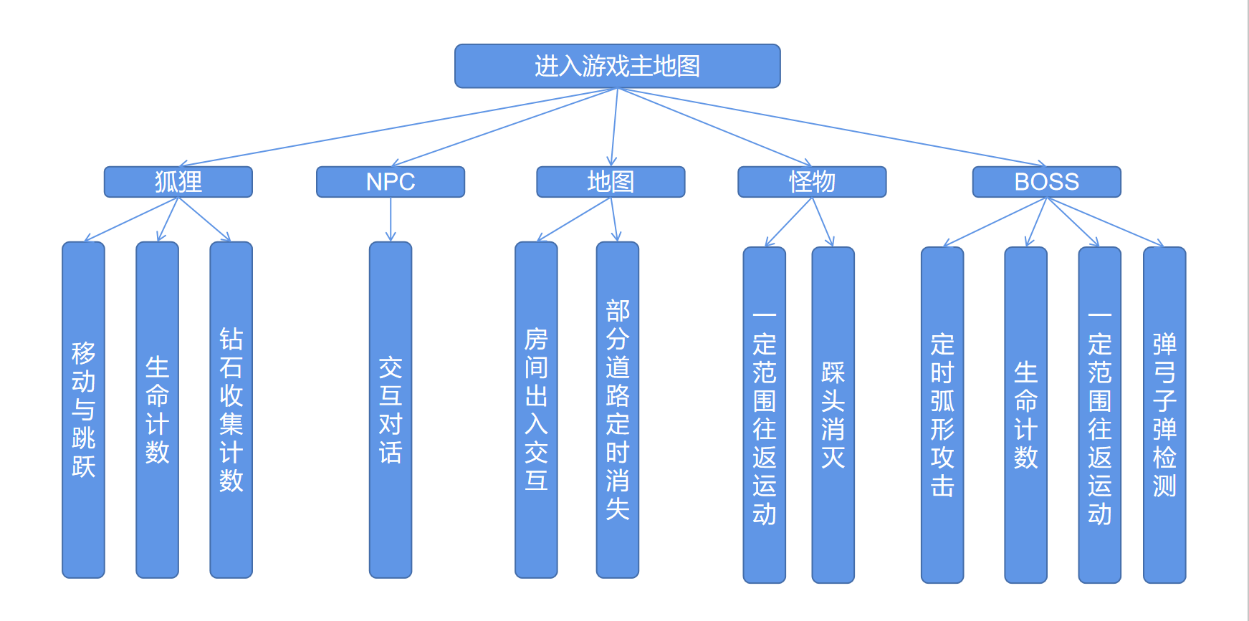 进入游戏主地图
狐狸
NPC
地图
怪物
BOSS
移动与跳跃
生命计数
钻石收集计数
交互对话
房间出入交互
部分道路定时消失
一定范围往返运动
踩头消灭
定时弧形攻击
生命计数
一定范围往返运动
弹弓子弹检测